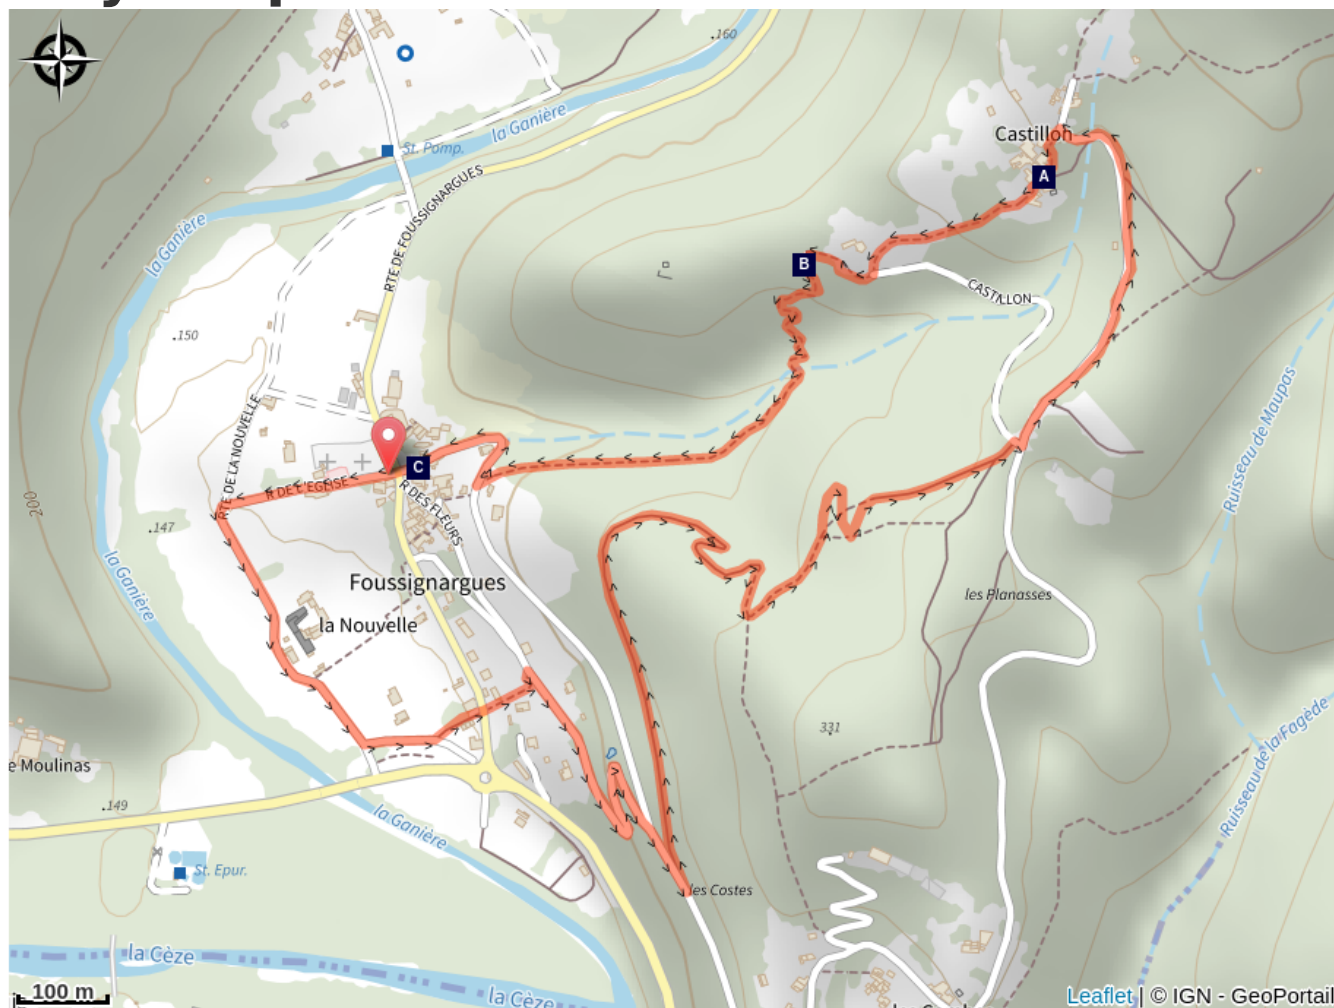 160
la Ganière
St. Pomp.
Castillon
A
RTE DE FOUSSIGNARGUES
la Ganière
B
CASTILLON
150
Ruisseau de Maupas
RTE DE LA NOUVELLE
C
R DE L'EGLISE
R DES FLEURS
200
147
la Ganière
Foussignargues
les Planasses
la Nouvelle
331
Ruisseau de la Fagède
e Moulinas
149
la Ganière
St. Epur.
les Costes
la Cèze
la Cèze
100 m
Leaflet | © IGN - GeoPortail